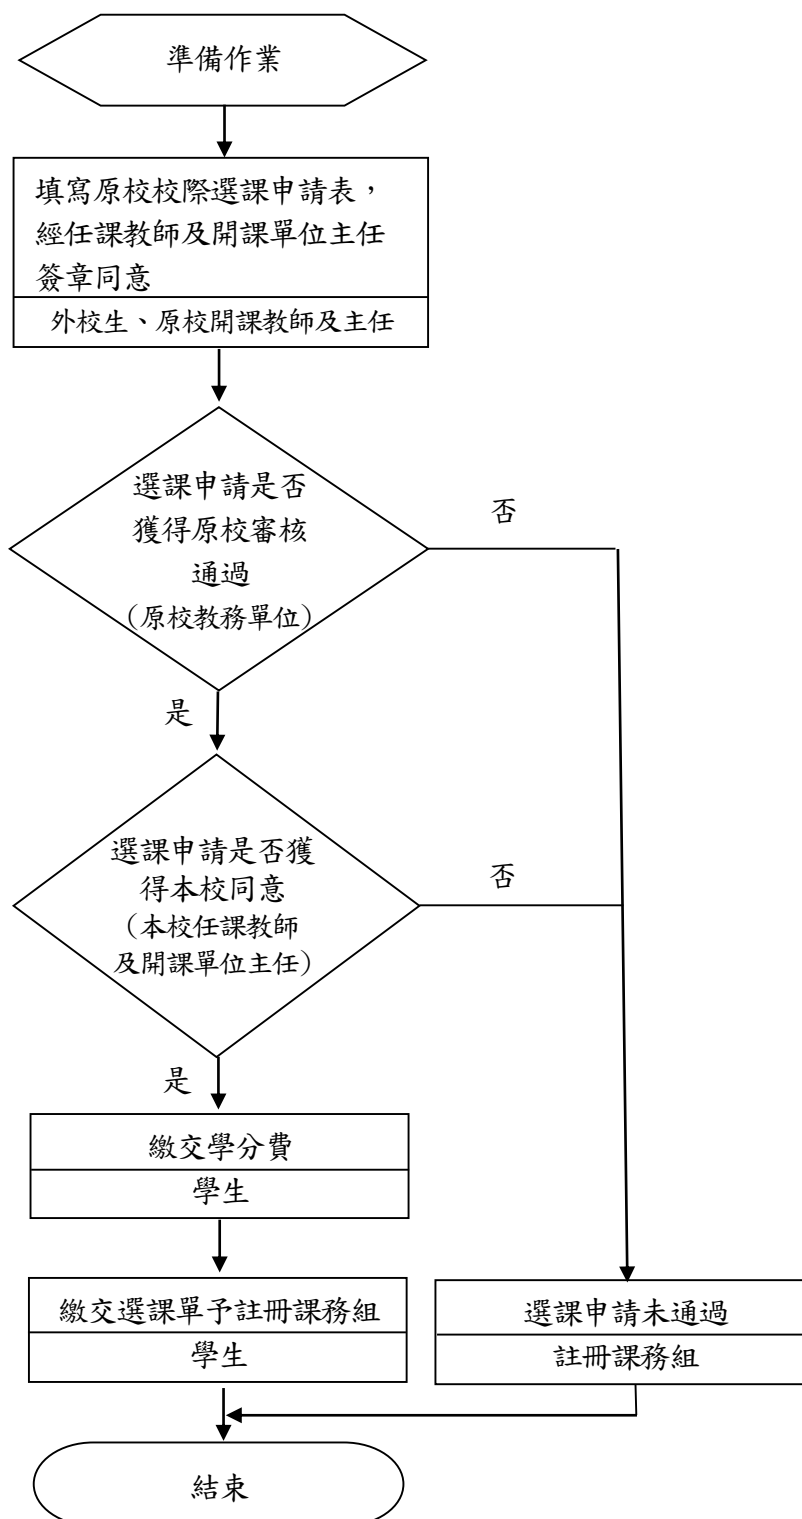 準備作業
填寫原校校際選課申請表，
經任課教師及開課單位主任
簽章同意
外校生、原校開課教師及主任
選課申請是否
獲得原校審核
通過
（原校教務單位）
否
是
選課申請是否獲
得本校同意
（本校任課教師
及開課單位主任）
否
是
繳交學分費
學生
繳交選課單予註冊課務組
學生
選課申請未通過
註冊課務組
結束